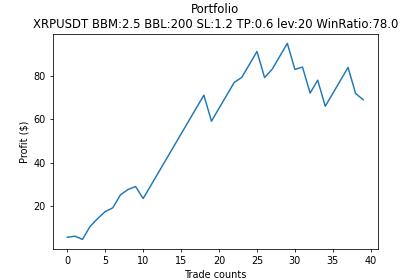 Portfolio
XRPUSDT BBM:2.5 BBL:200 SL:1.2 TP:0.6 lev:20 WinRatio:78.0
Profit ($)
80
60
40
20
0 5 10 15 20 25 30 35 40
Trade counts